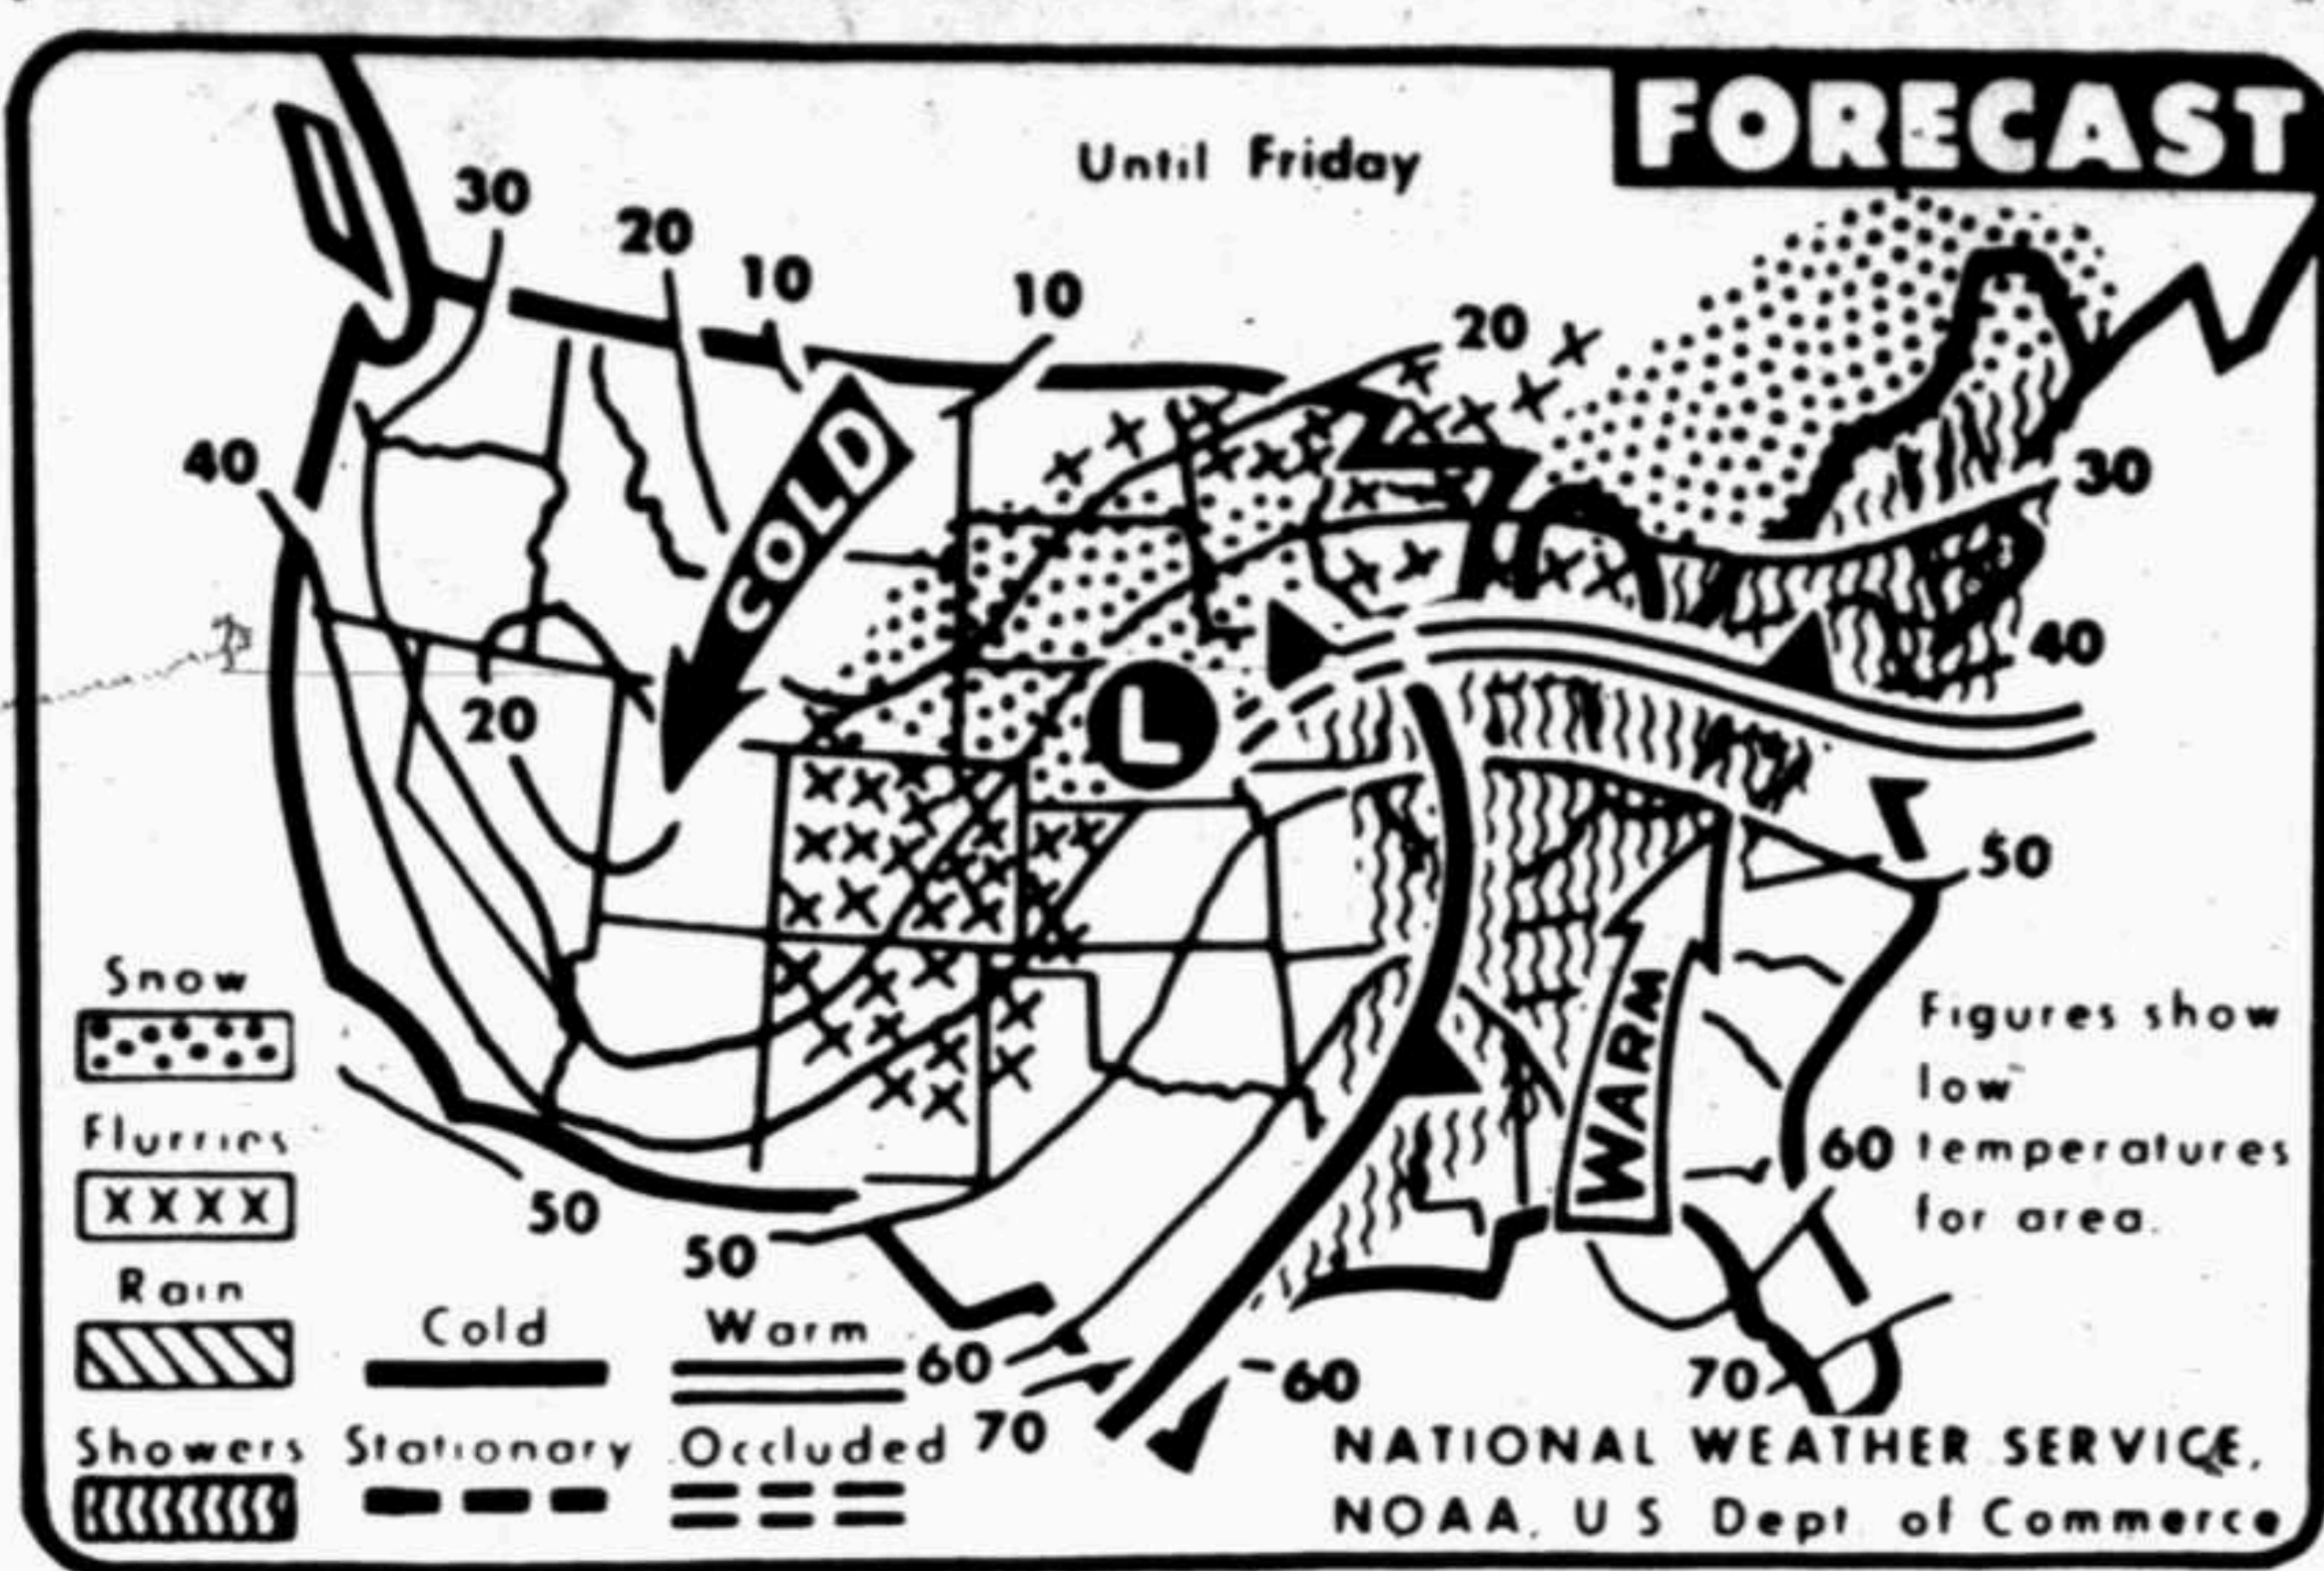 FORECAST
Until Friday
30
20
10
10
20
40
COLD
30
40
20
L
50
WARM
Snow
Figures show
low
temperatures
for area.
Flurries
XXXX
60
50
50
Rain
Cold
Warm
60
60
70
70
Showers
Stationary
Occluded
NATIONAL WEATHER SERVICE,
NOAA, U S Dept of Commerce